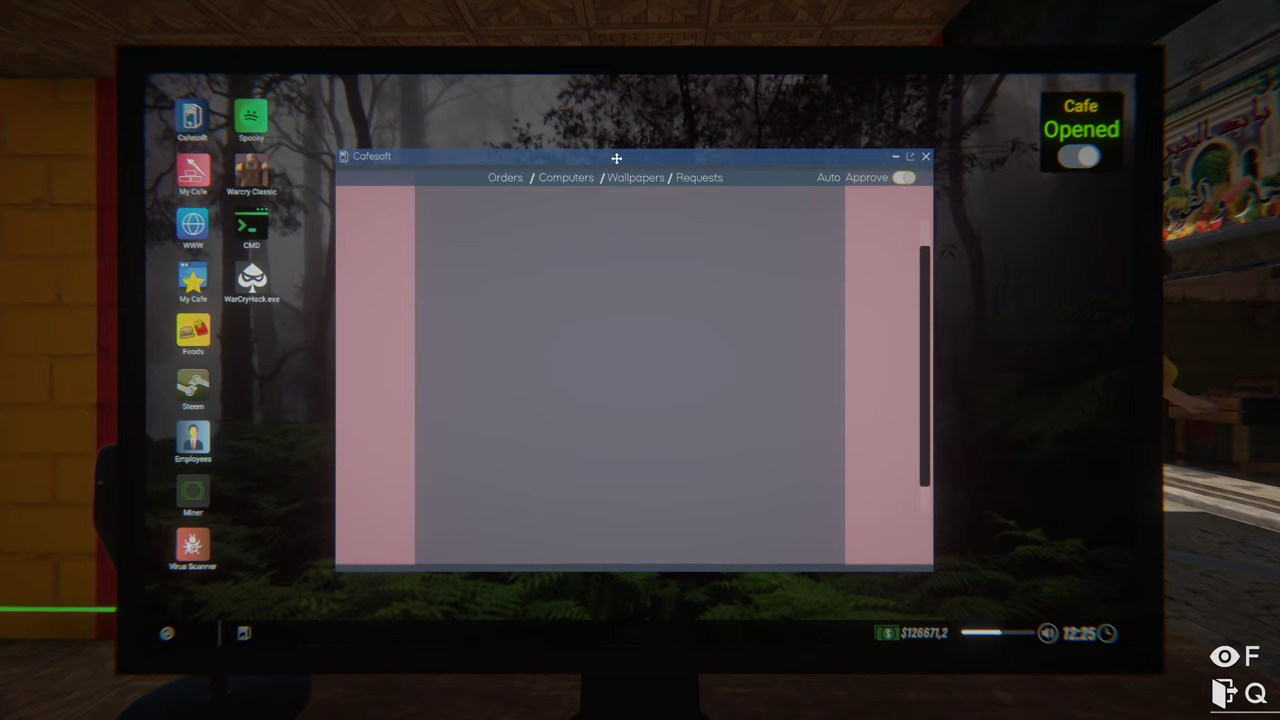 Cafesoft
Spooky
My Cafe
Warcry Classic
WWW
CMD
My Cafe
WarCryHack.exe
Foods
Steem
Employees
Miner
Virus Scanner
Cafesoft
Orders / Computers / Wallpapers / Requests
Auto Approve
Cafe
Opened
$126671,2
12:25
F
Q